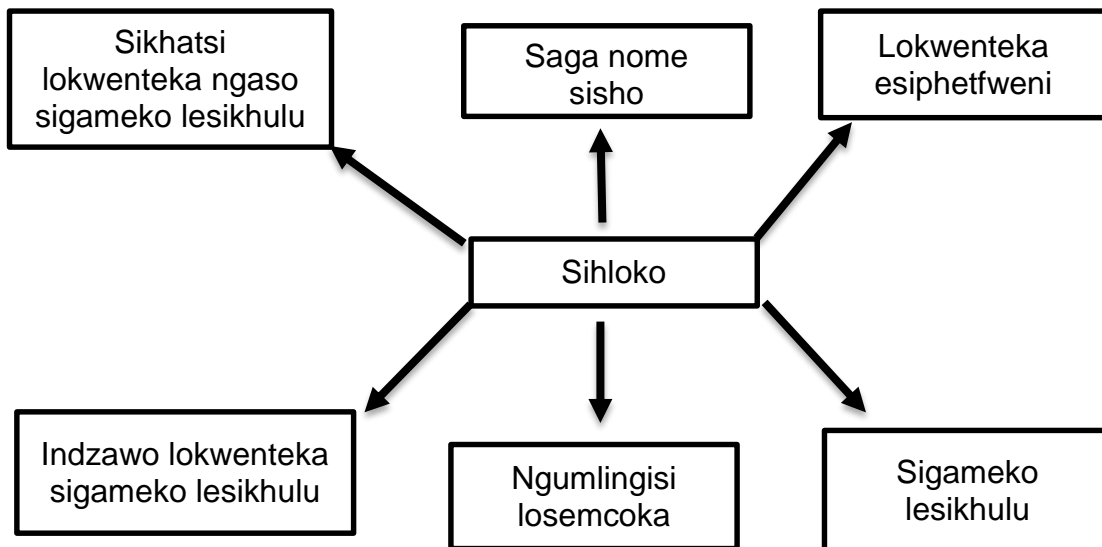 Sikhatsi
lokwenteka ngaso
sigameko lesikhulu
Saga nome
sisho
Lokwenteka
esiphetfweni
Sihloko
Indzawo lokwenteka
sigameko lesikhulu
Ngumlingisi
losemcoka
Sigameko
lesikhulu